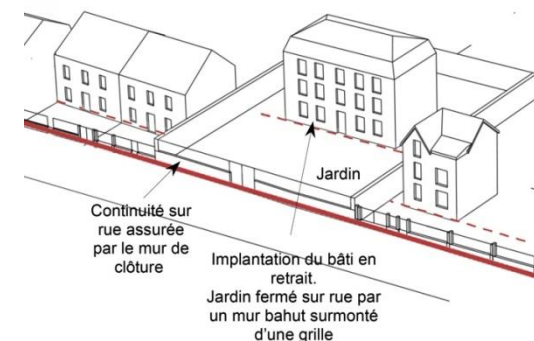 Jardin
Continuité sur
rue assurée
par le mur de
clôture
Implantation du bâti en
retrait.
Jardin fermé sur rue par
un mur bahut surmonté
d'une grille